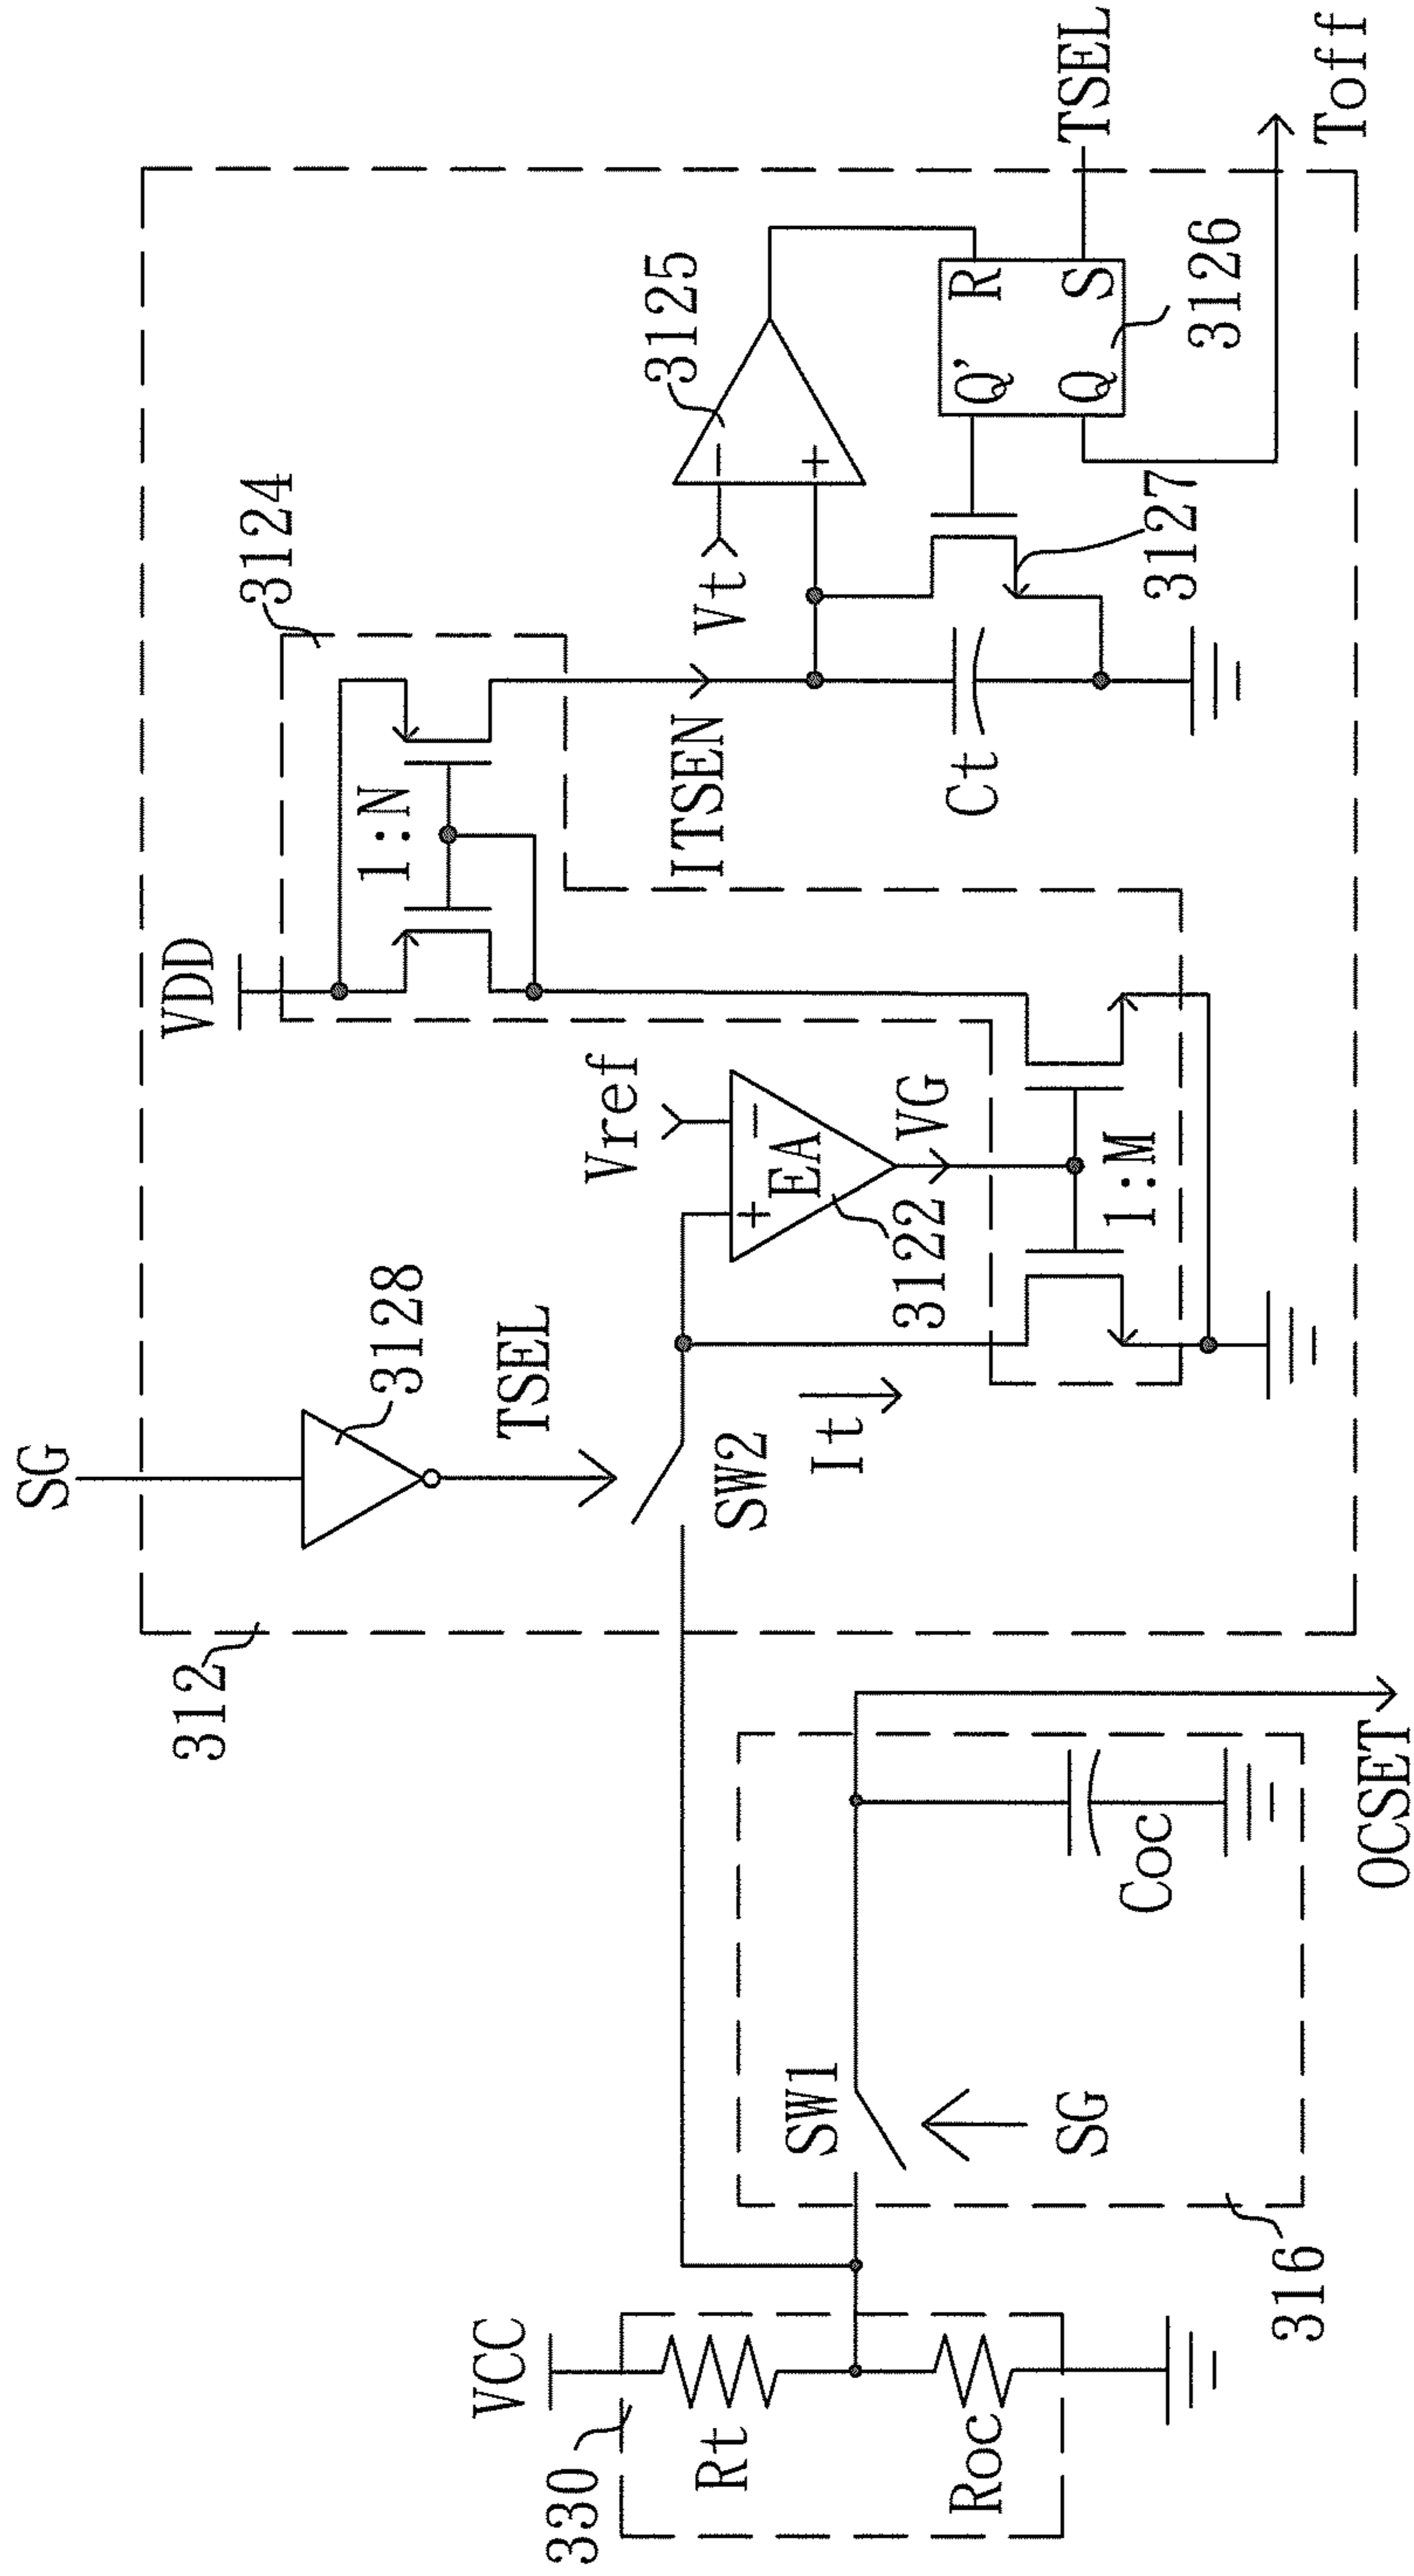 SG
3128
TSEL
312
VDD
3124
1:N
Vref
-
+
EA
3122
VG
SW2
It
1:M
ITSEN
Vt
-
+
3125
Ct
3127
Q'
R
Q
S
3126
TSEL
Toff
VCC
330
Rt
Roc
SW1
SG
316
Coc
OCSET